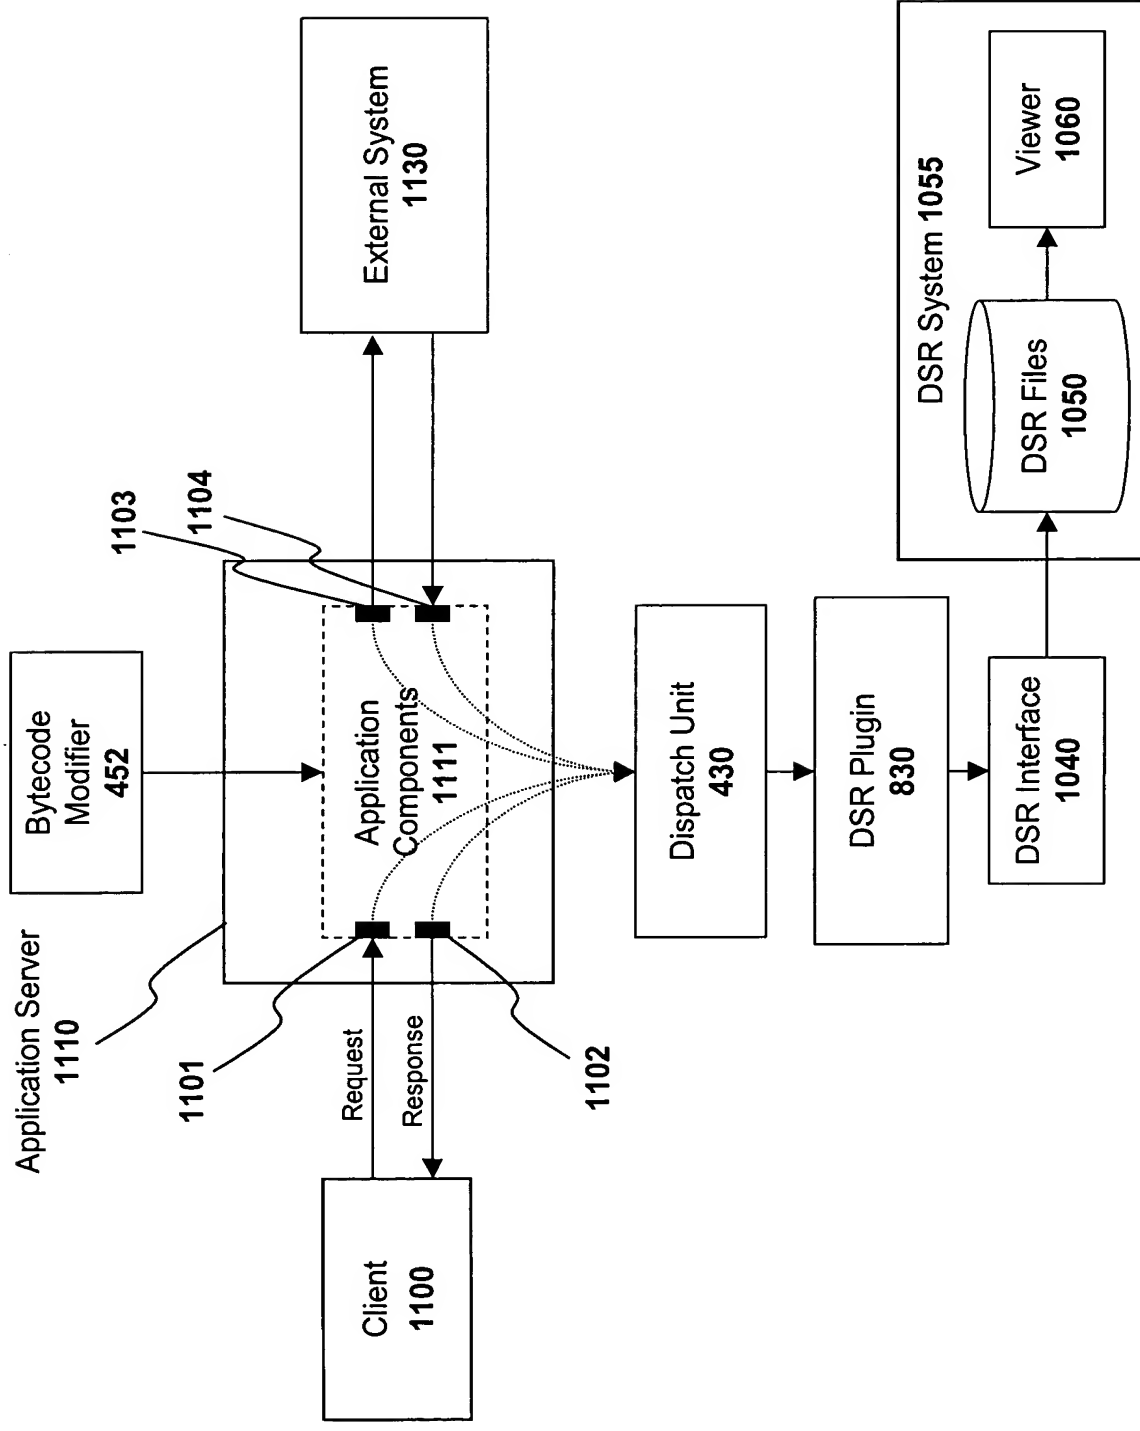 Application Server
1110
Bytecode
Modifier
452
1103
1104
1101
1102
Client
1100
Request
Response
Application
Components
1111
External System
1130
Dispatch Unit
430
DSR Plugin
830
DSR Interface
1040
DSR System 1055
DSR Files
1050
Viewer
1060